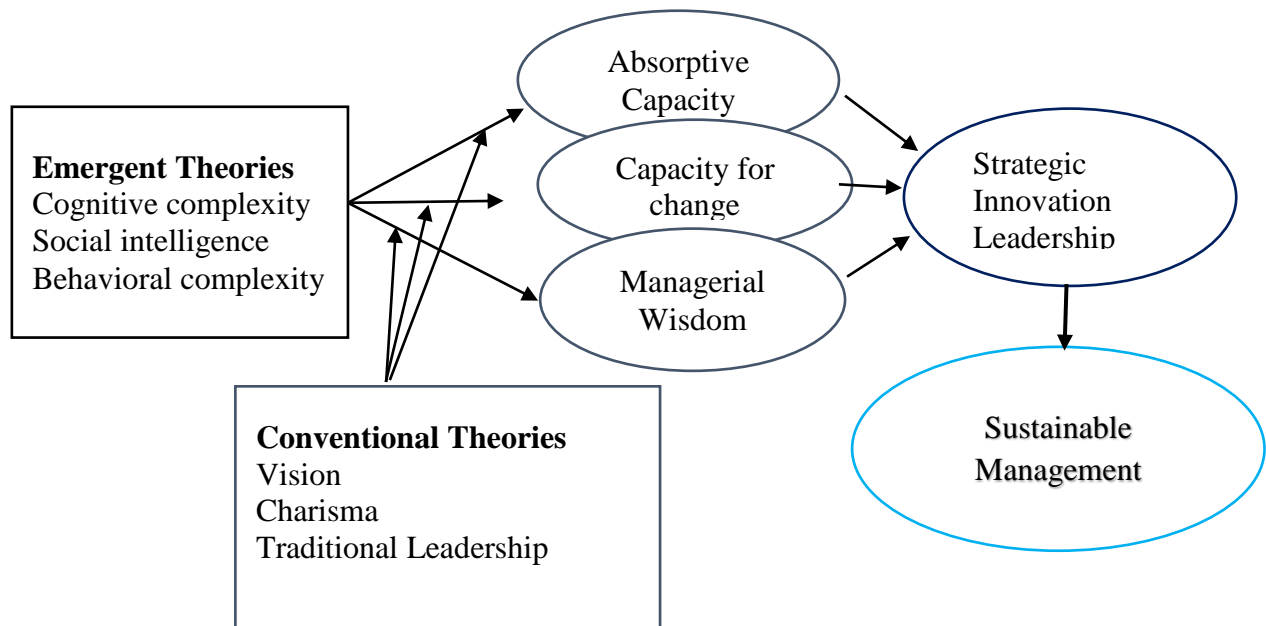 Absorptive
Capacity
Emergent Theories
Cognitive complexity
Social intelligence
Behavioral complexity
Capacity for
change
Managerial
Wisdom
Strategic
Innovation
Leadership
Conventional Theories
Vision
Charisma
Traditional Leadership
Sustainable
Management